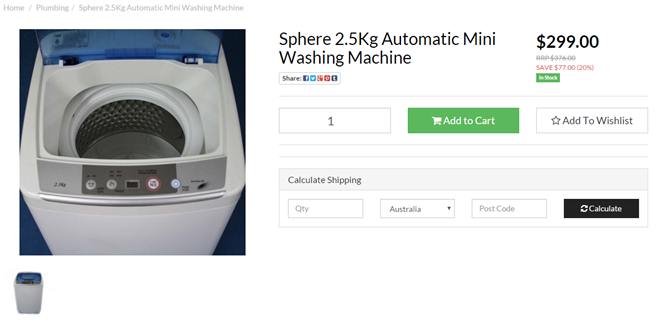 Home / Plumbing / Sphere 2.5Kg Automatic Mini Washing Machine
Sphere 2.5Kg Automatic Mini
Washing Machine
$299.00
RRP $376.00
SAVE $77.00 (20%)
In Stock
Share:
1
Add to Cart
Add To Wishlist
Calculate Shipping
Qty
Australia
Post Code
Calculate